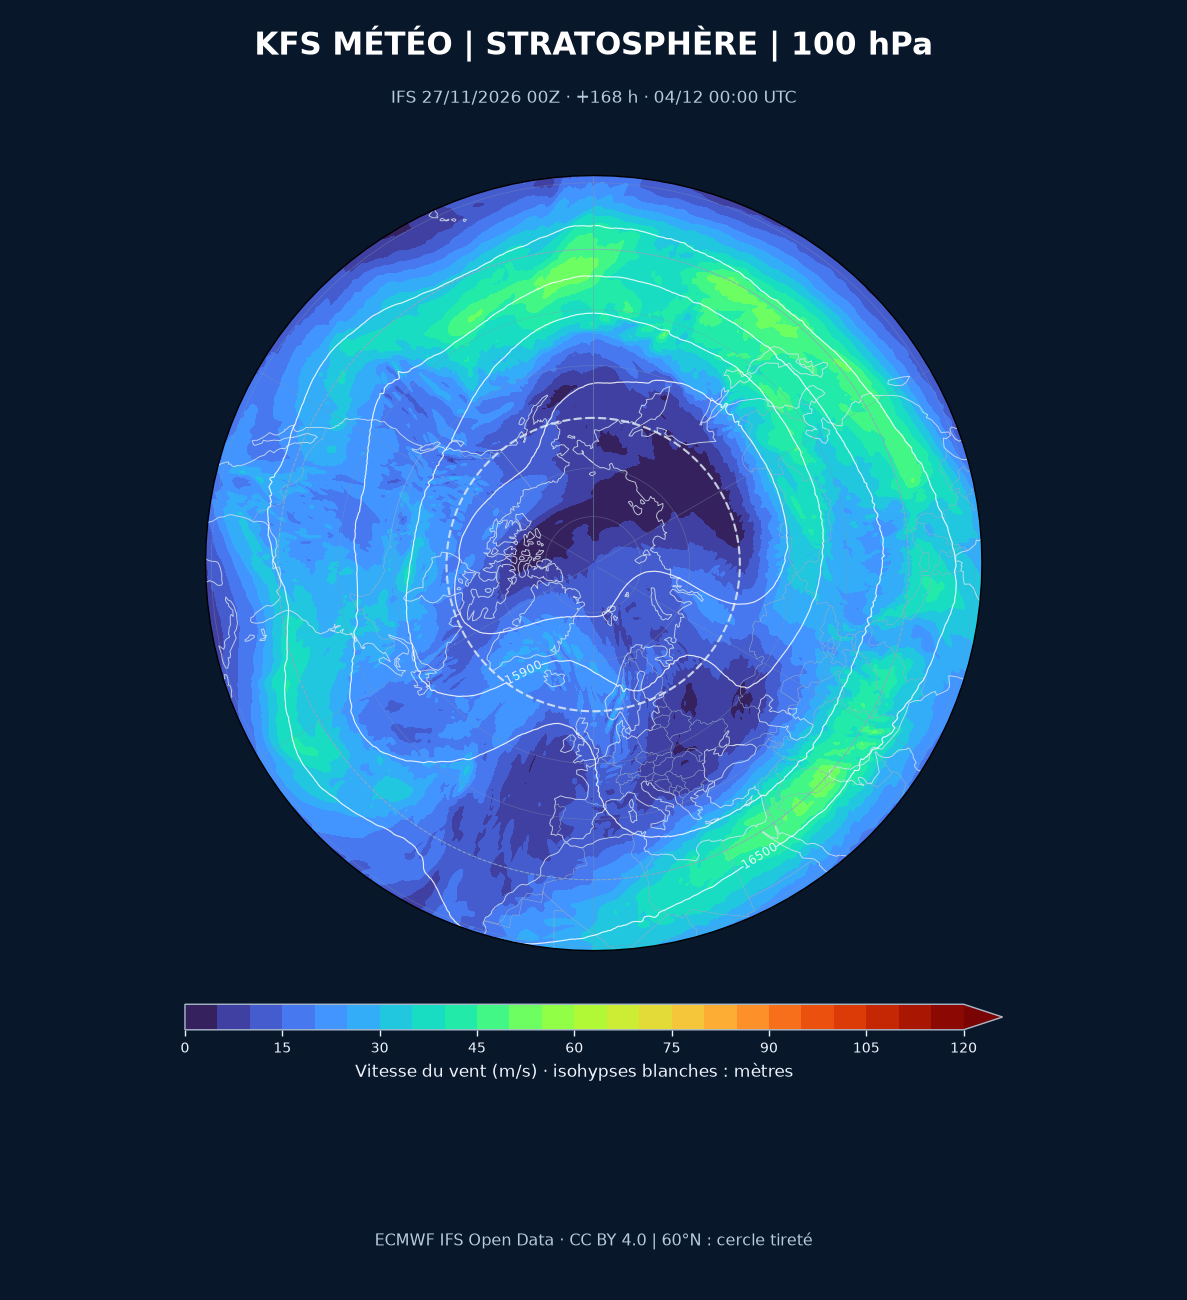 KFS MÉTÉO | STRATOSPHÈRE | 100 hPa
IFS 27/11/2026 00Z · +168 h · 04/12 00:00 UTC
15900
16500
0 15 30 45 60 75 90 105 120
Vitesse du vent (m/s) · isohypses blanches : mètres
ECMWF IFS Open Data · CC BY 4.0 | 60°N : cercle tireté